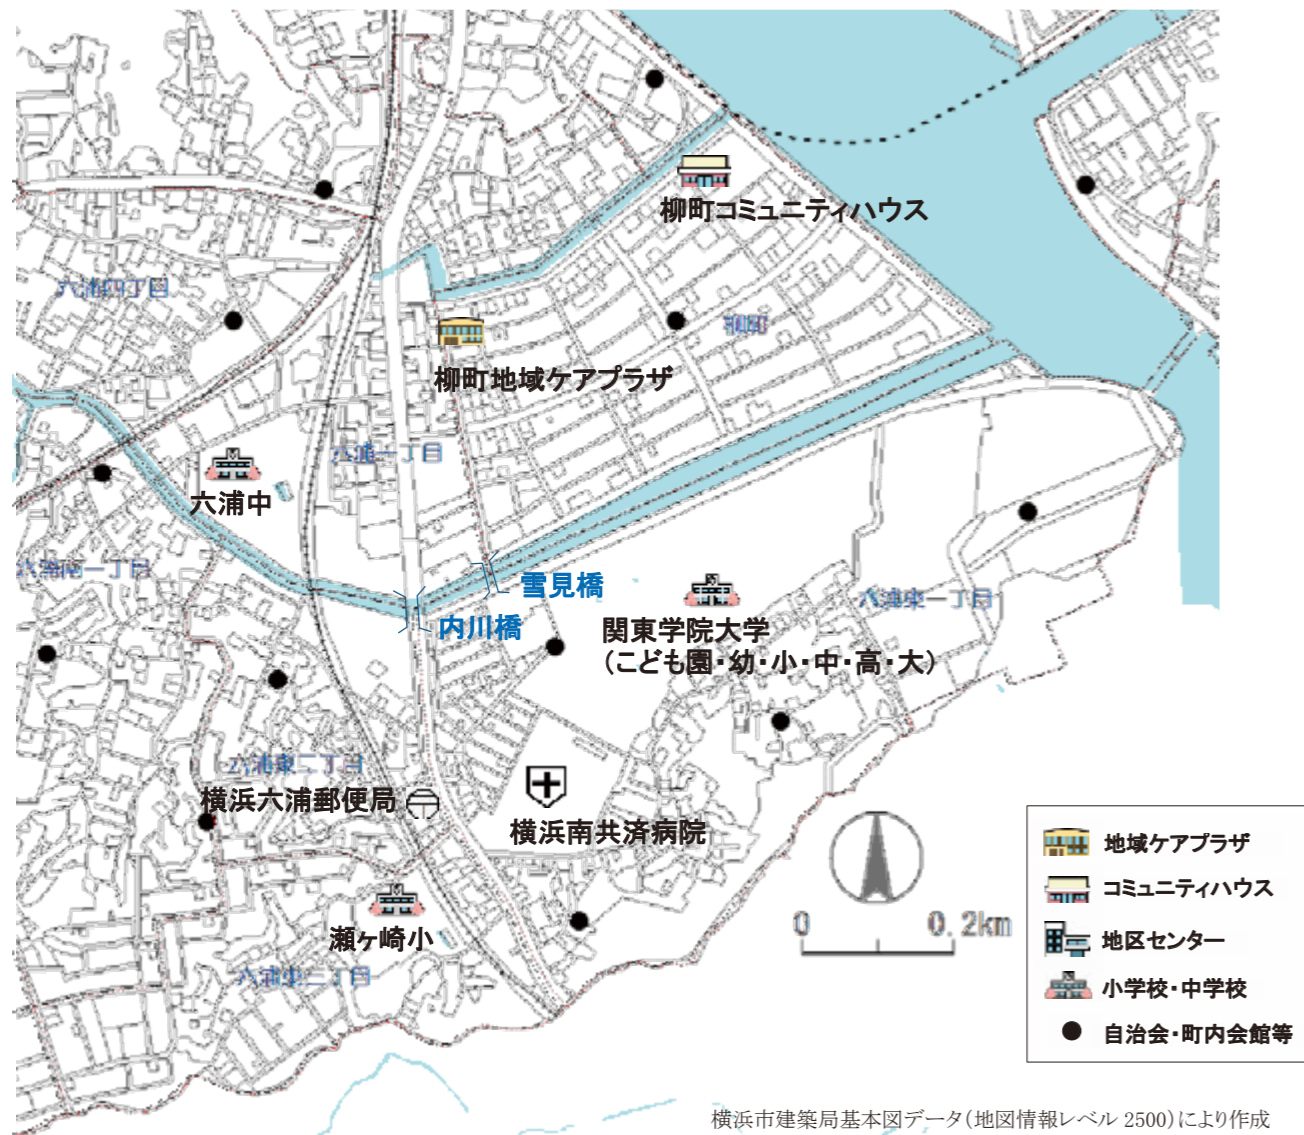 柳町コミュニティハウス
六浦四丁目
柳町
柳町地域ケアプラザ
六浦一丁目
六浦中
六浦南一丁目
雪見橋
内川橋
六浦東一丁目
関東学院大学
(こども園・幼・小・中・高・大)
六浦東二丁目
横浜六浦郵便局
横浜南共済病院
瀬ヶ崎小
六浦東三丁目
0 0.2km
地域ケアプラザ
コミュニティハウス
地区センター
小学校・中学校
自治会・町内会館等
横浜市建築局基本図データ(地図情報レベル 2500)により作成